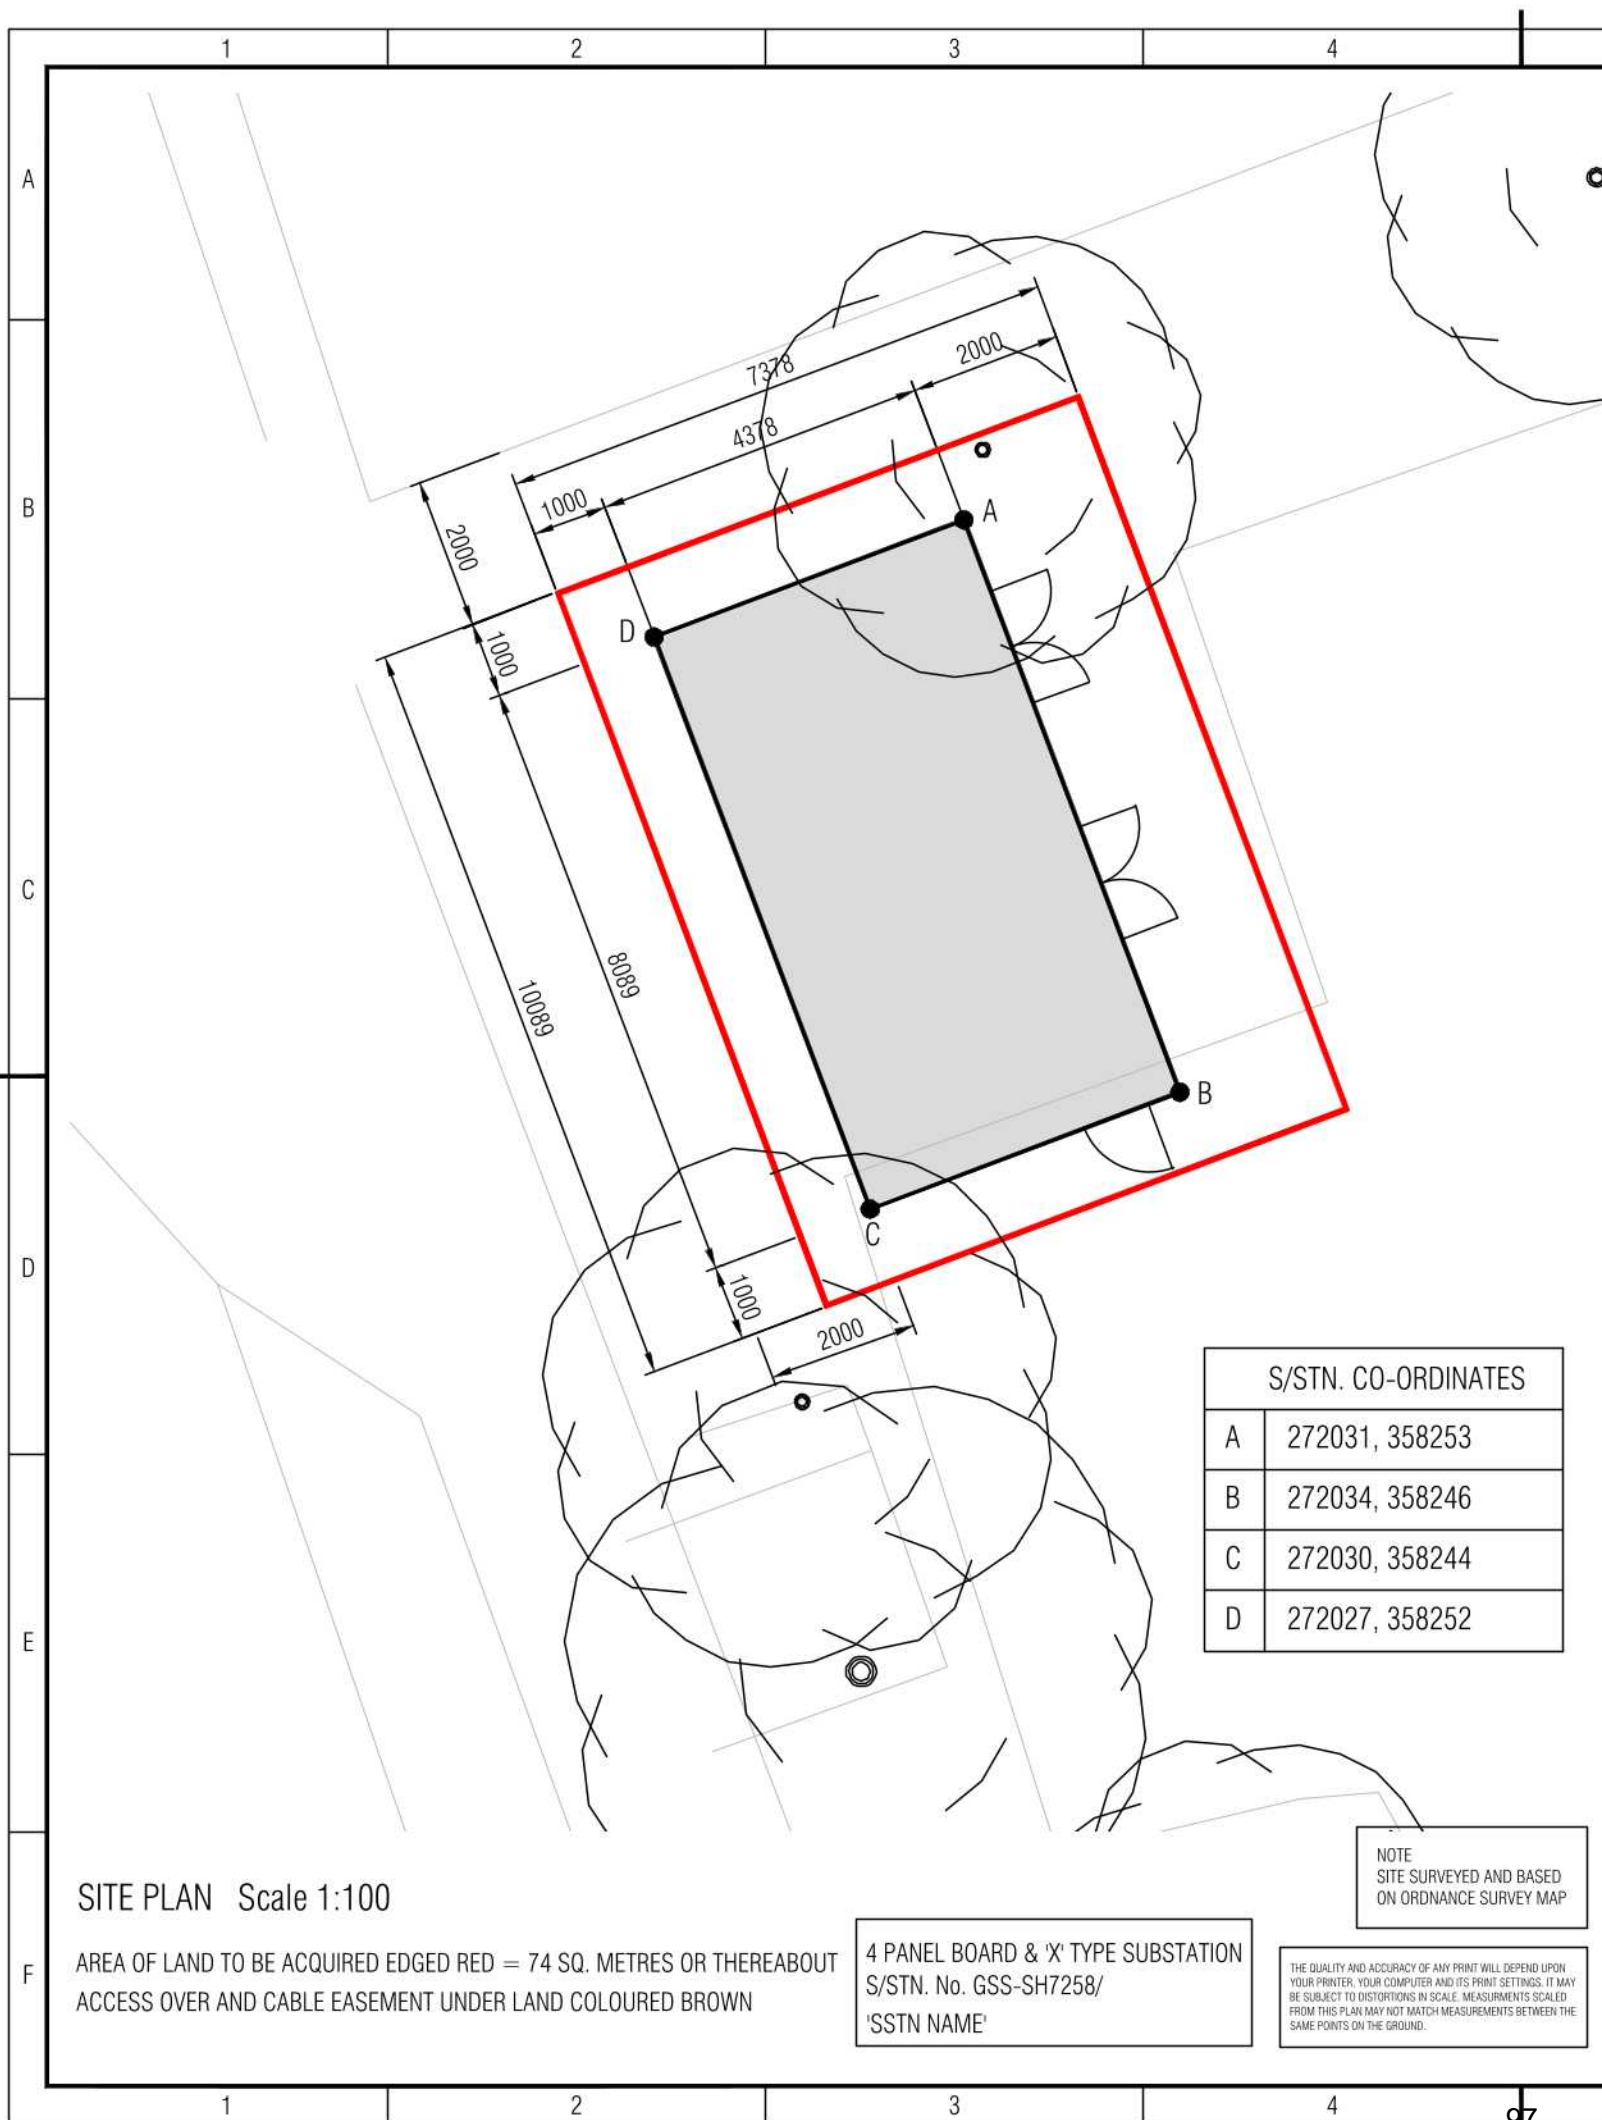 1 2 3 4
A
B
C
D
E
F
7378
2000
4378
1000
2000
1000
A
D
8089
10089
B
C
1000
2000
S/STN. CO-ORDINATES
A 272031, 358253
B 272034, 358246
C 272030, 358244
D 272027, 358252
SITE PLAN Scale 1:100
AREA OF LAND TO BE ACQUIRED EDGED RED = 74 SQ. METRES OR THEREABOUT
ACCESS OVER AND CABLE EASEMENT UNDER LAND COLOURED BROWN
4 PANEL BOARD & 'X' TYPE SUBSTATION
S/STN. No. GSS-SH7258/
'SSTN NAME'
NOTE
SITE SURVEYED AND BASED
ON ORDNANCE SURVEY MAP
THE QUALITY AND ACCURACY OF ANY PRINT WILL DEPEND UPON
YOUR PRINTER, YOUR COMPUTER AND ITS PRINT SETTINGS. IT MAY
BE SUBJECT TO DISTORTIONS IN SCALE. MEASURMENTS SCALED
FROM THIS PLAN MAY NOT MATCH MEASUREMENTS BETWEEN THE
SAME POINTS ON THE GROUND.
1 2 3 4